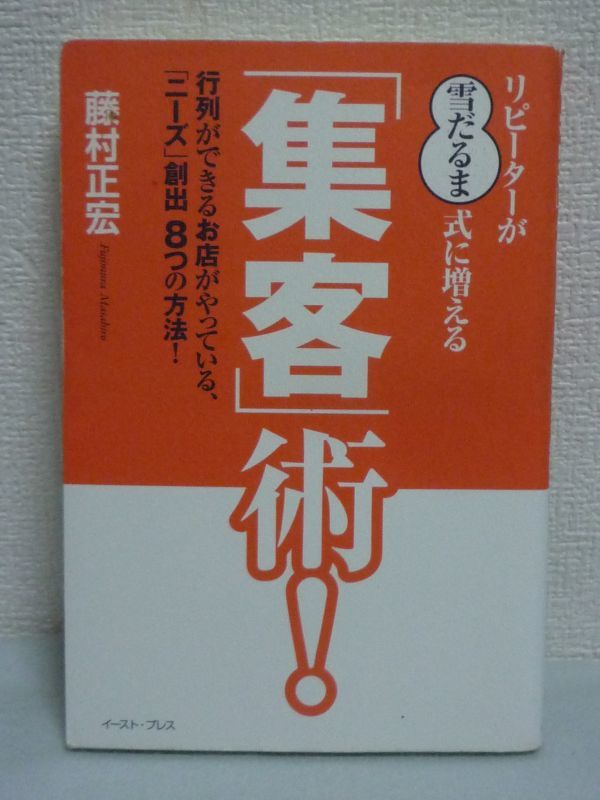 リピーターが
雪だるま
式に増える
「集客」術!
行列ができるお店がやっている、
「ニーズ」創出 8つの方法!
藤村正宏
Fujimura Masahiro
イースト・プレス